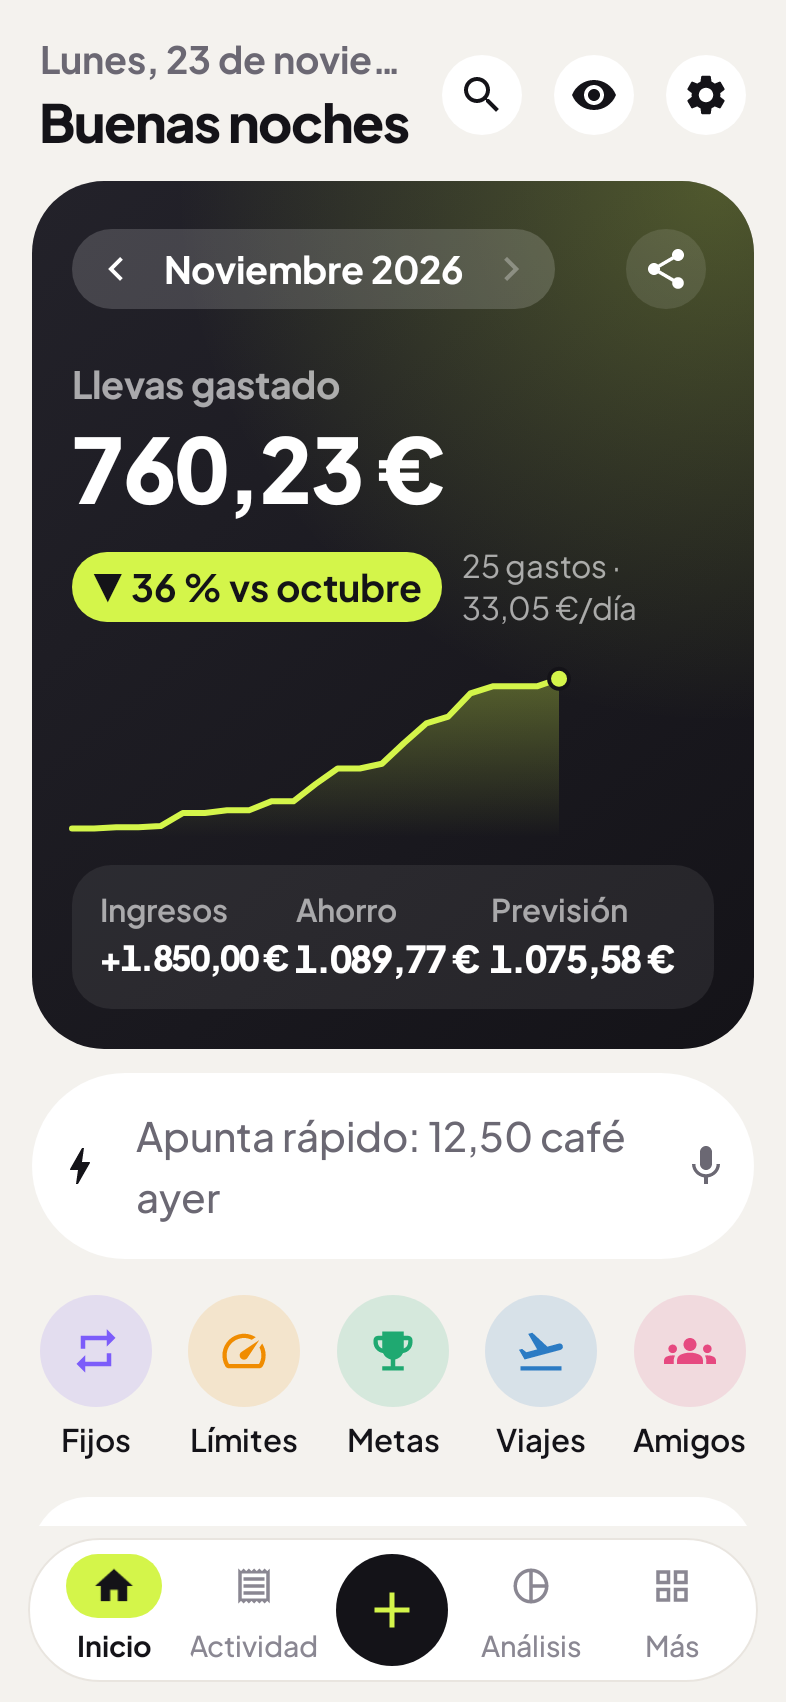 Lunes, 23 de novie...
Buenas noches
Noviembre 2026
Llevas gastado
760,23 €
▼ 36 % vs octubre
25 gastos ·
33,05 €/día
Ingresos
Ahorro
Previsión
+1.850,00 €
1.089,77 €
1.075,58 €
Apunta rápido: 12,50 café
ayer
Fijos
Límites
Metas
Viajes
Amigos
Inicio
Actividad
Análisis
Más